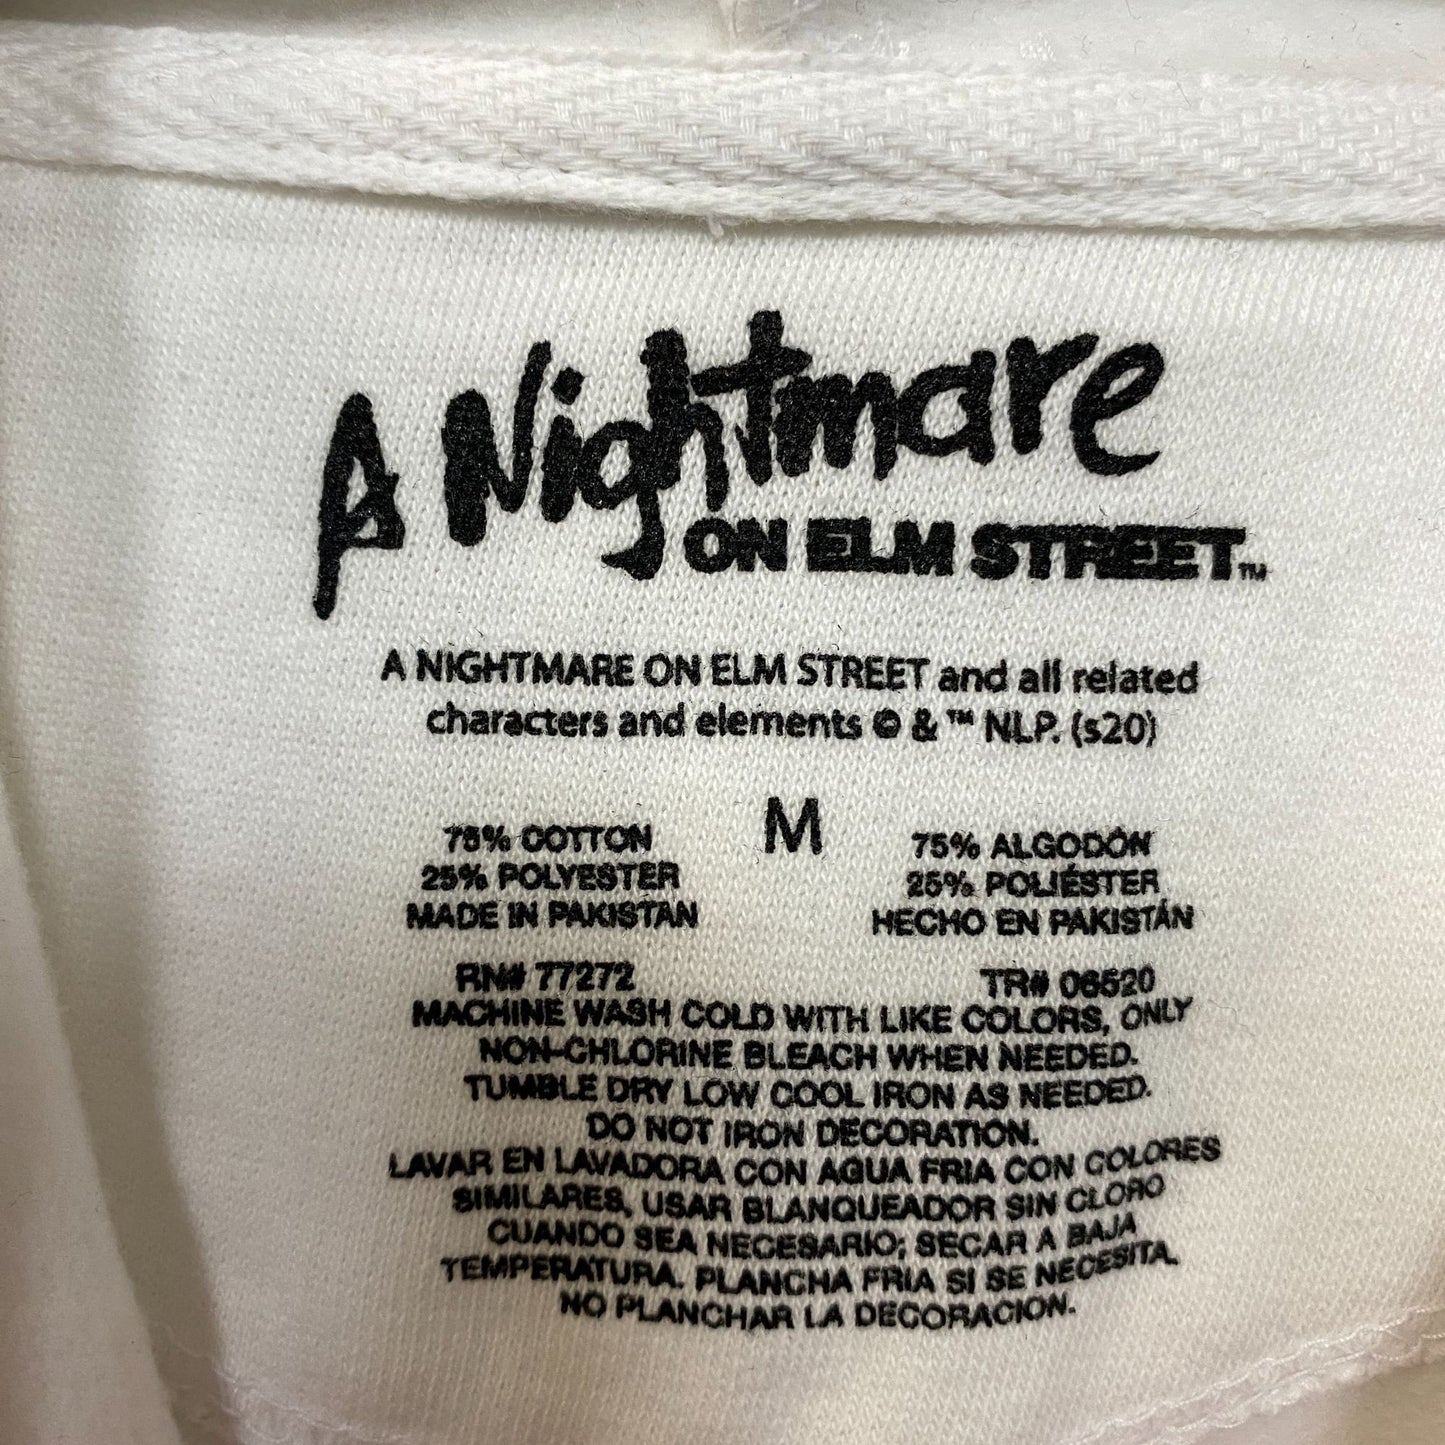 A Nightmare
ON ELM STREET™
A NIGHTMARE ON ELM STREET and all related
characters and elements © & ™ NLP. (s20)
M
75% COTTON
25% POLYESTER
MADE IN PAKISTAN
RN# 77272
75% ALGODÓN
25% POLIÉSTER
HECHO EN PAKISTÁN
TR# 06520
MACHINE WASH COLD WITH LIKE COLORS, ONLY
NON-CHLORINE BLEACH WHEN NEEDED.
TUMBLE DRY LOW COOL IRON AS NEEDED.
DO NOT IRON DECORATION.
LAVAR EN LAVADORA CON AGUA FRIA CON COLORES
SIMILARES, USAR BLANQUEADOR SIN CLORO
CUANDO SEA NECESARIO; SECAR A BAJA
TEMPERATURA. PLANCHA FRIA SI SE NECESITA.
NO PLANCHAR LA DECORACION.